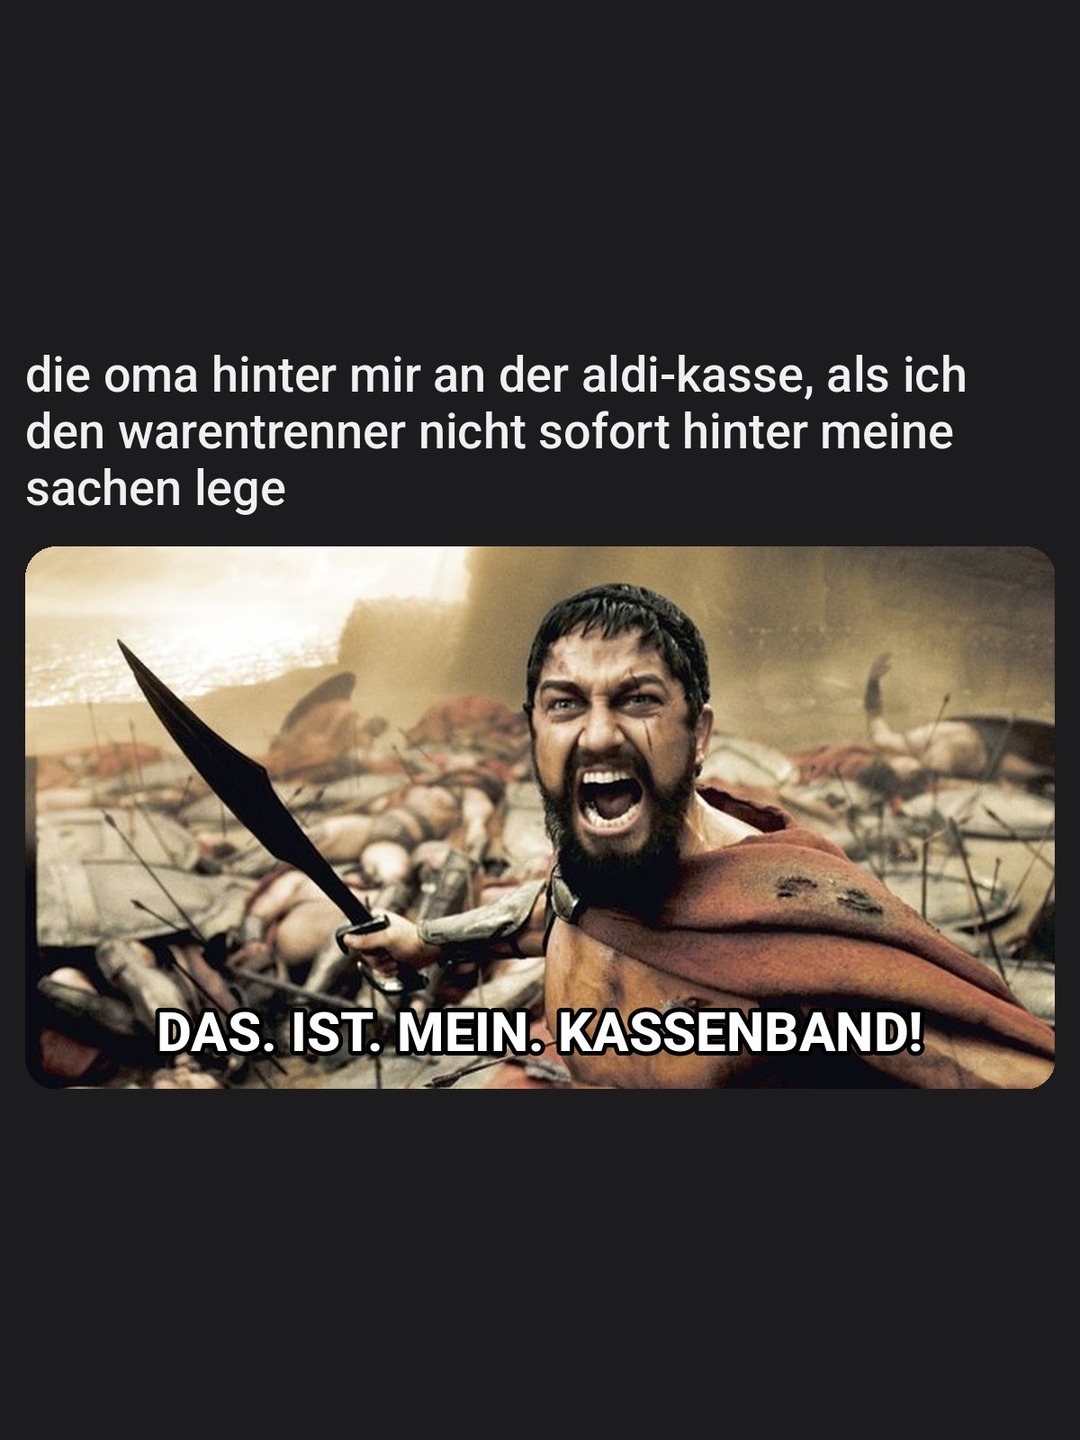 die oma hinter mir an der aldi-kasse, als ich
den warentrenner nicht sofort hinter meine
sachen lege
DAS. IST. MEIN. KASSENBAND!